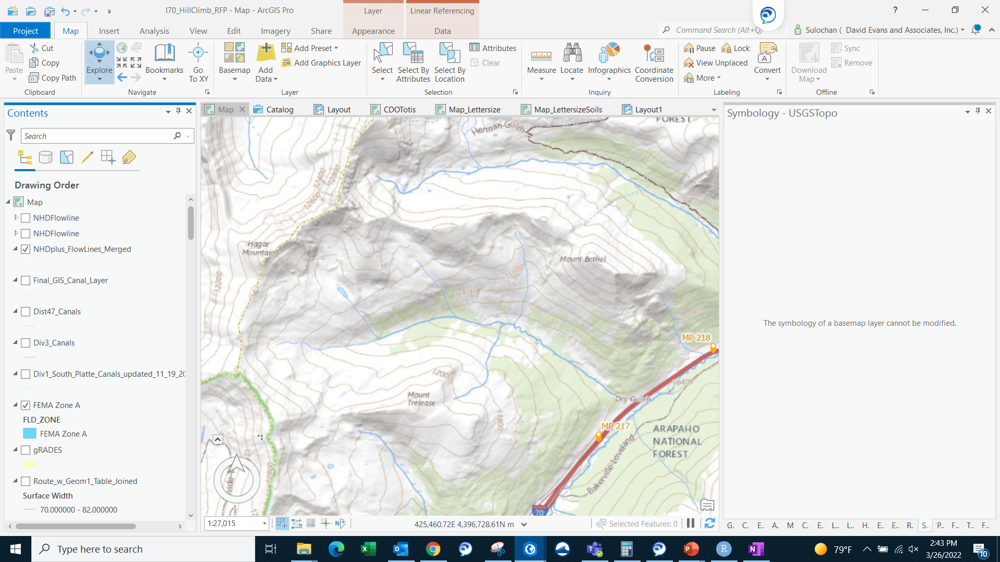 I70_HillClimb_RFP - Map - ArcGIS Pro
Layer
Linear Referencing
?
Project
Map
Insert
Analysis
View
Edit
Imagery
Share
Appearance
Data
Command Search (Alt+Q)
Sulochan ( David Evans and Associates, Inc.)
Paste
Cut
Copy
Copy Path
Clipboard
Explore
Bookmarks
Go To XY
Navigate
Basemap
Add Data
Add Preset
Add Graphics Layer
Layer
Select
Select By Attributes
Select By Location
Attributes
Clear
Selection
Measure
Locate
Infographics
Coordinate Conversion
Inquiry
Pause
Lock
View Unplaced
More
Convert
Labeling
Download Map
Sync
Remove
Offline
Contents
Search
Drawing Order
Map
NHDFlowline
NHDFlowline
NHDplus_FlowLines_Merged
Final_GIS_Canal_Layer
Dist47_Canals
Div3_Canals
Div1_South_Platte_Canals_updated_11_19_20
FEMA Zone A
FLD_ZONE
FEMA Zone A
gRADES
Route_w_Geom1_Table_Joined
Surface Width
70.000000 - 82.000000
Map
Catalog
Layout
CDOTotis
Map_Lettersize
Map_LettersizeSoils
Layout1
FOREST
Herman Gulch
12400
12800
12600
Hagar
Mountain
12200
Mount Bethel
11600
11400
11020
MP 218
12000
Mount
Trelease
10400
Dry Gulch
11800
MP 217
ARAPAHO
NATIONAL
FOREST
Bakerville-Loveland
12800
70
1:27,015
425,460.72E 4,396,728.61N m
Selected Features: 0
Symbology - USGSTopo
The symbology of a basemap layer cannot be modified.
G. C. E.. A. M C. E.. L.. L.. H. E.. E.. R. S.. P.. F.. T.. F..
Type here to search
79°F
2:43 PM
3/26/2022
10